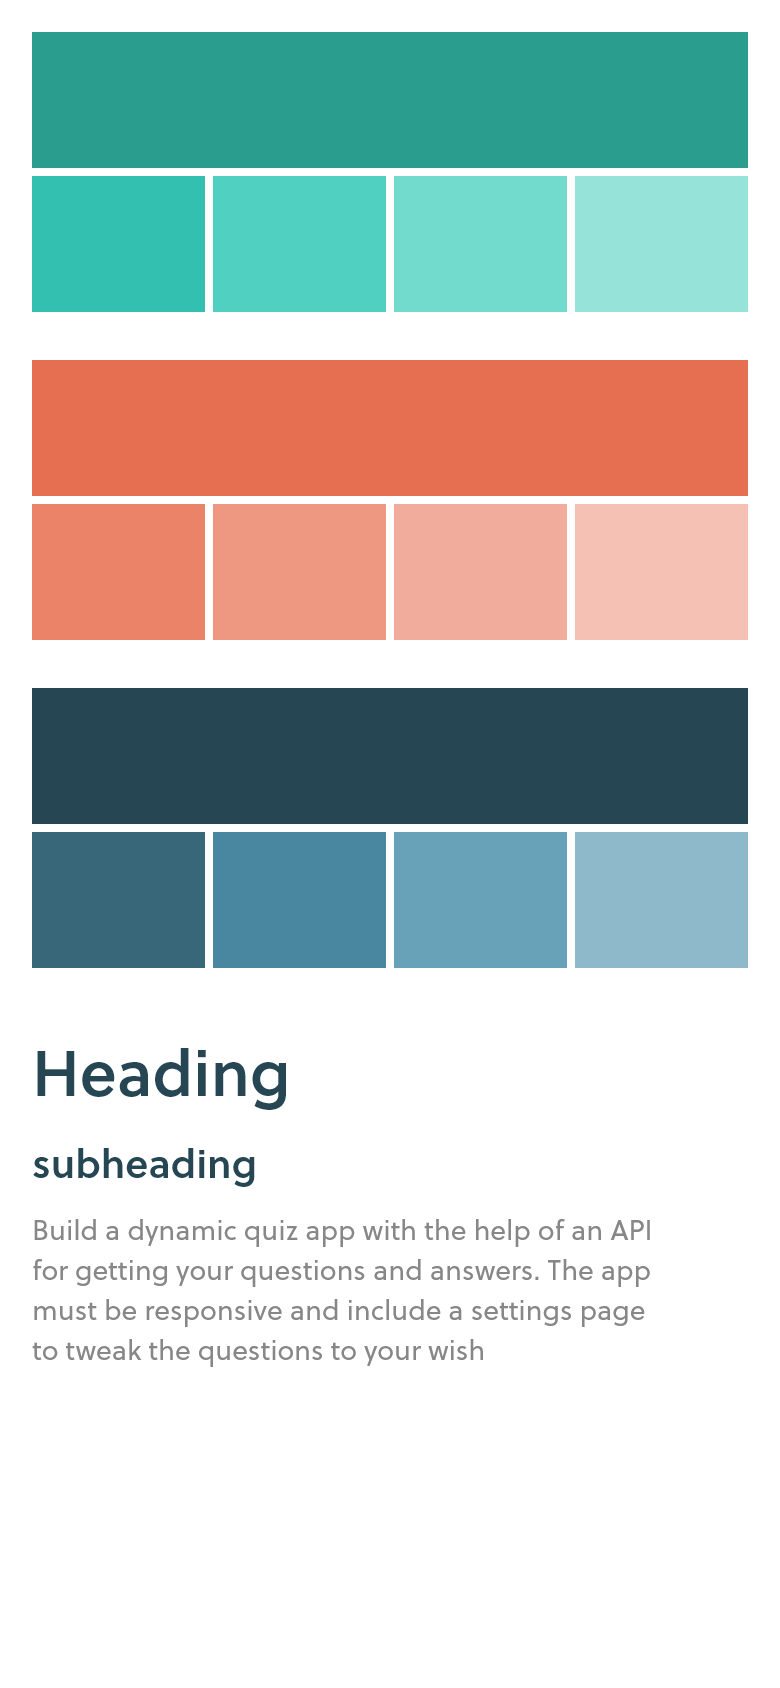 Heading
subheading
Build a dynamic quiz app with the help of an API
for getting your questions and answers. The app
must be responsive and include a settings page
to tweak the questions to your wish